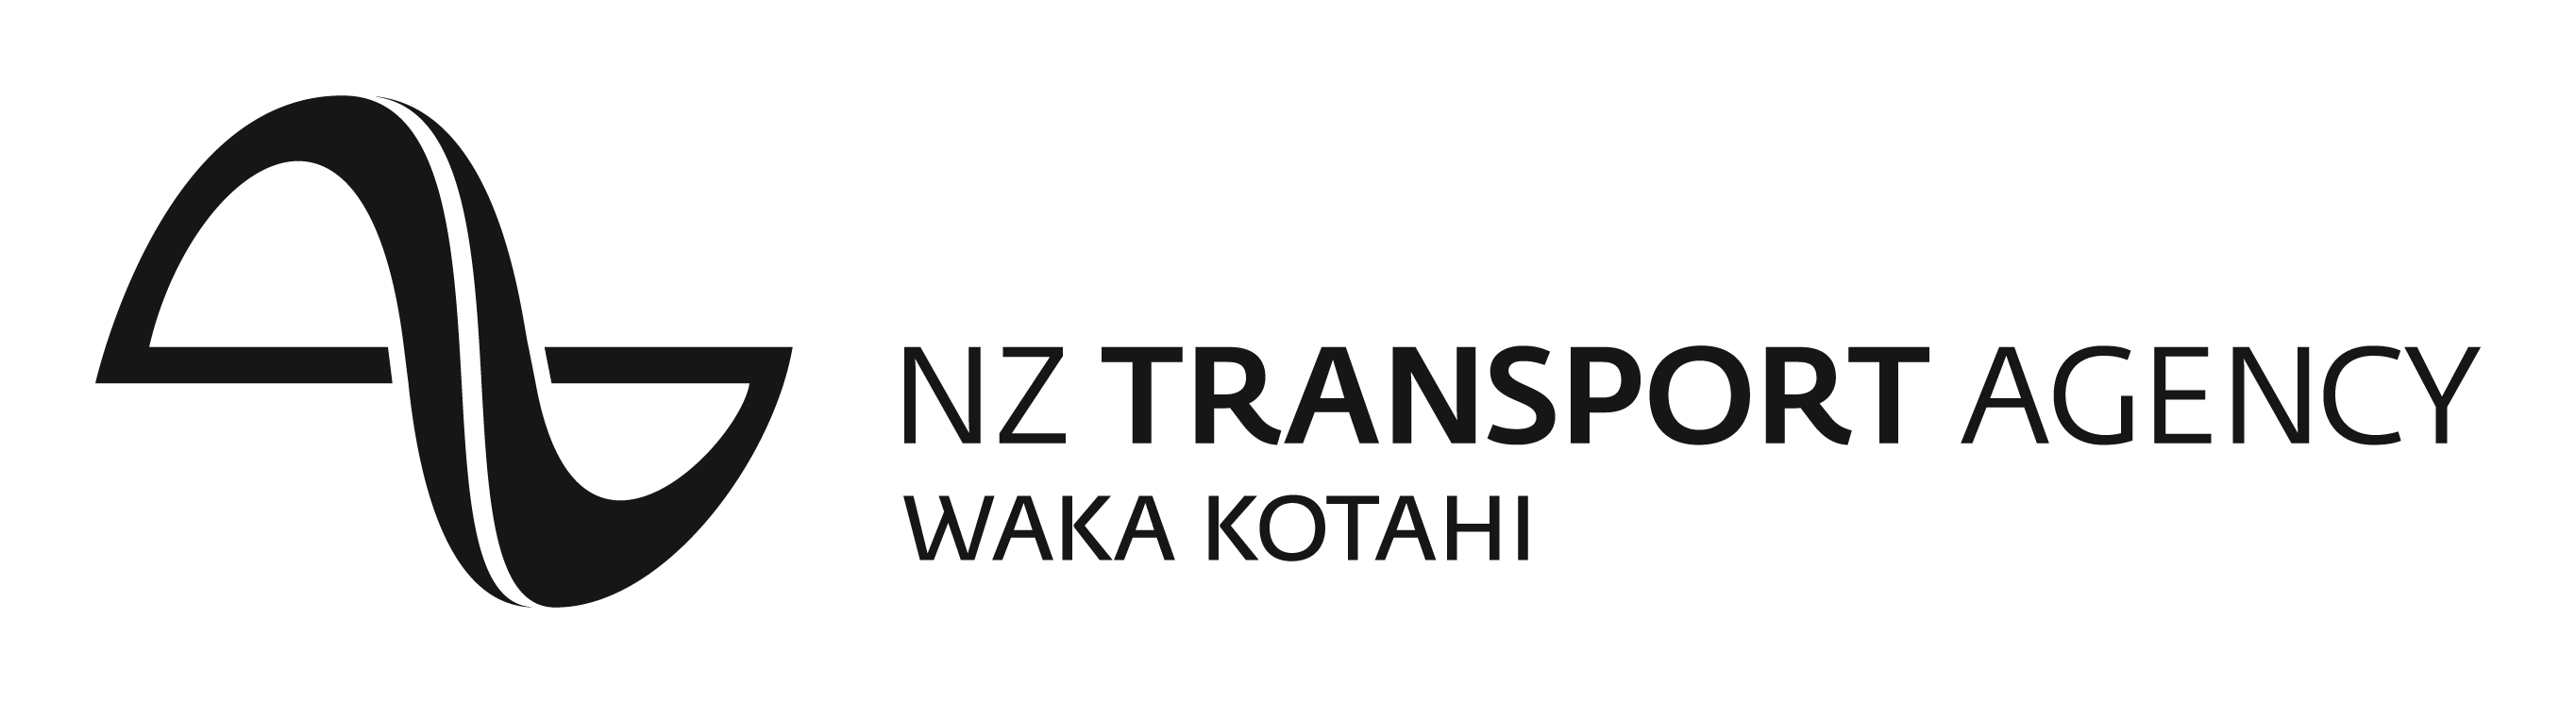 NZ TRANSPORT AGENCY
WAKA KOTAHI